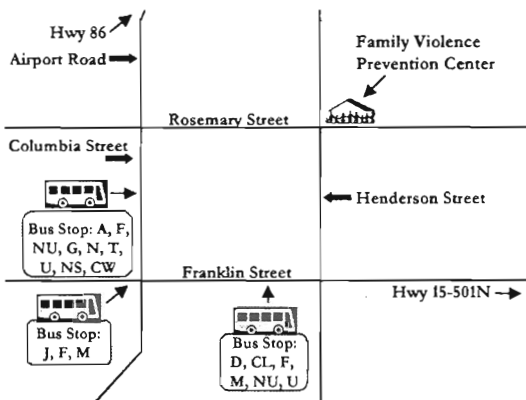 Hwy 86
Airport Road
Family Violence
Prevention Center
Rosemary Street
Columbia Street
Henderson Street
Bus Stop: A, F,
NU, G, N, T,
U, NS, CW
Franklin Street
Hwy 15-501N
Bus Stop:
J, F, M
Bus Stop:
D, CL, F,
M, NU, U